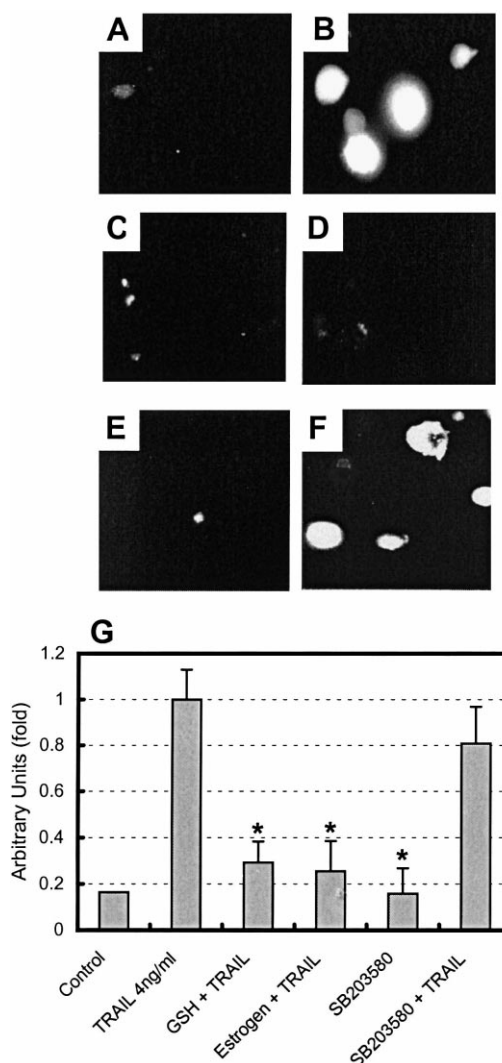 A
B
C
D
E
F
G
1.2
1
0.8
0.6
0.4
0.2
0
Arbitrary Units (fold)
*
*
*
Control
TRAIL 4ng/ml
GSH + TRAIL
Estrogen + TRAIL
SB203580
SB203580 + TRAIL